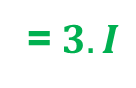 = 3. I